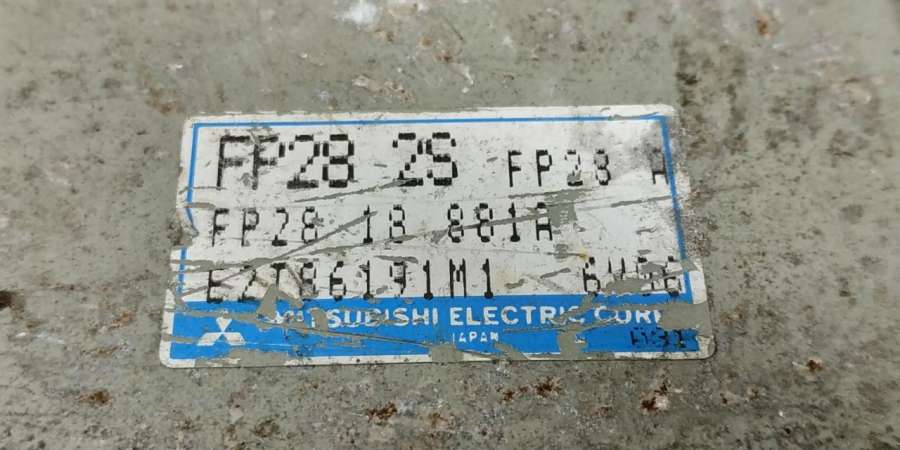 FP28 2S FP28 A
FP28 18 881A
E2T86191M1
MITSUBISHI ELECTRIC CORP
JAPAN